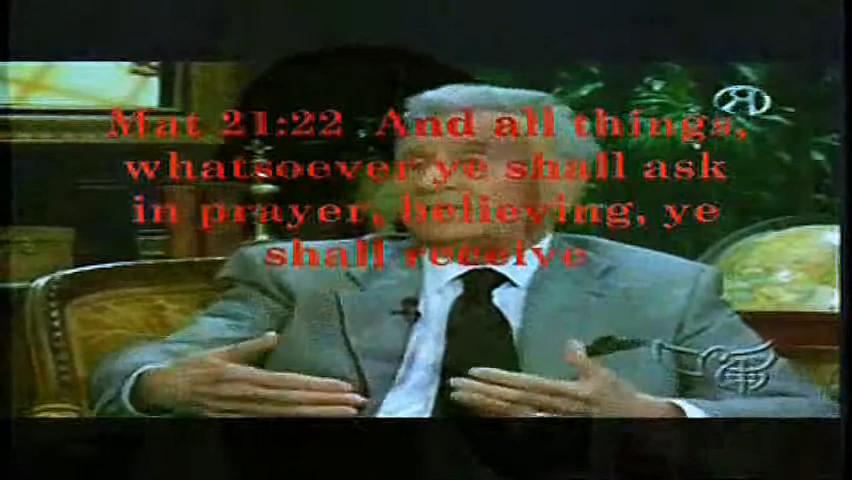 Mat 21:22 And all things,
whatsoever ye shall ask
in prayer, believing, ye
shall receive